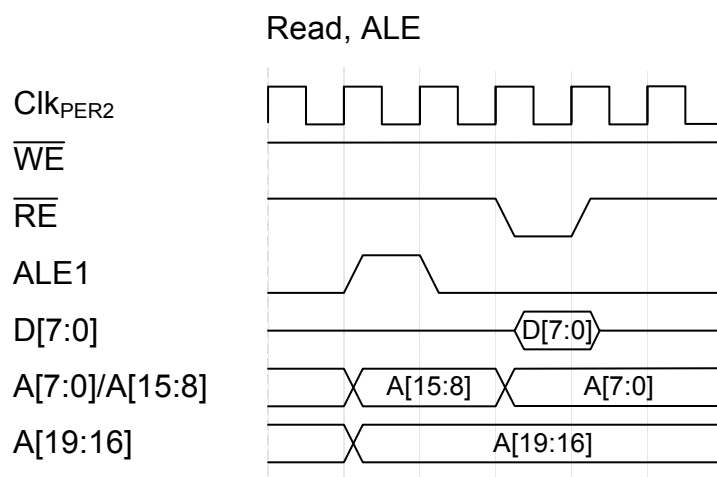 Read, ALE
ClkPER2
WE
RE
ALE1
D[7:0] D[7:0]
A[7:0]/A[15:8] A[15:8] A[7:0]
A[19:16] A[19:16]